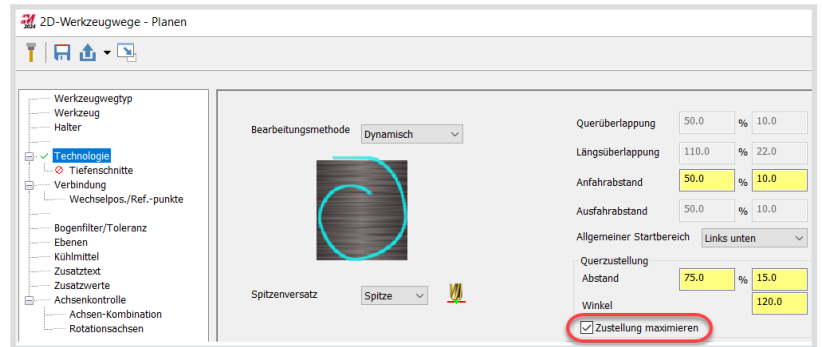 2024
2D-Werkzeugwege - Planen
Werkzeugwegtyp
Werkzeug
Halter
Technologie
Tiefenschnitte
Verbindung
Wechselpos./Ref.-punkte
Bogenfilter/Toleranz
Ebenen
Kühlmittel
Zusatztext
Zusatzwerte
Achsenkontrolle
Achsen-Kombination
Rotationsachsen
Bearbeitungsmethode Dynamisch
Spitzenversatz Spitze
Querüberlappung 50.0 % 10.0
Längsüberlappung 110.0 % 22.0
Anfahrabstand 50.0 % 10.0
Ausfahrabstand 50.0 % 10.0
Allgemeiner Startbereich Links unten
Querzustellung
Abstand 75.0 % 15.0
Winkel 120.0
Zustellung maximieren